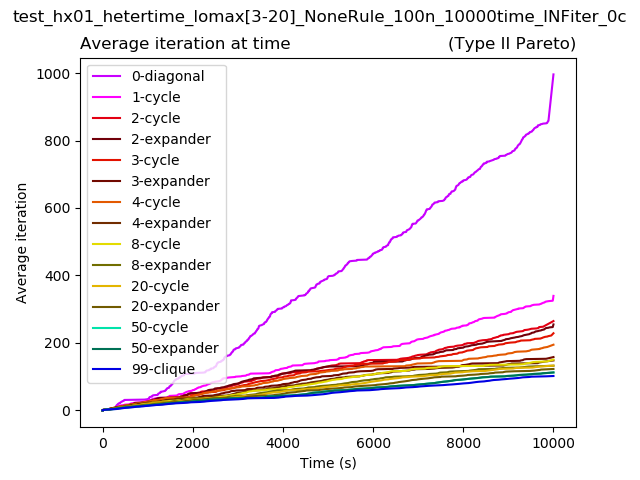 test_hx01_hetertime_lomax[3-20]_NoneRule_100n_10000time_INFiter_0c
Average iteration at time (Type II Pareto)
1000
800
600
400
200
0
Average iteration
0-diagonal
1-cycle
2-cycle
2-expander
3-cycle
3-expander
4-cycle
4-expander
8-cycle
8-expander
20-cycle
20-expander
50-cycle
50-expander
99-clique
0 2000 4000 6000 8000 10000
Time (s)